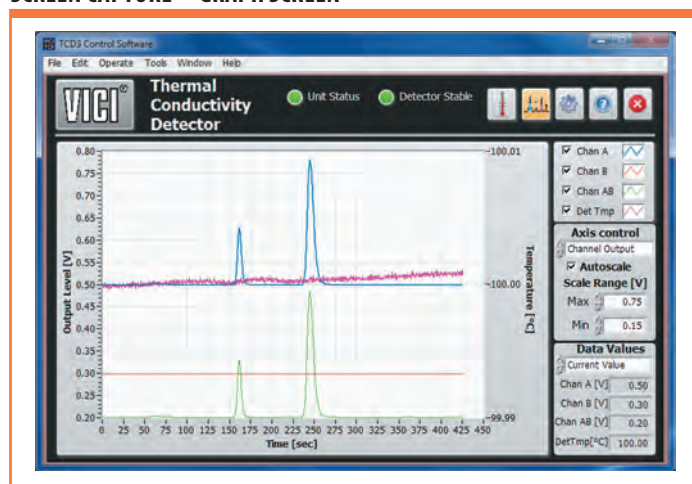 SCREEN CAPTURE – GRAPH SCREEN
TCD3 Control Software
File Edit Operate Tools Window Help
VICI®
Thermal
Conductivity
Detector
Unit Status
Detector Stable
0.80
0.75
0.70
0.65
0.60
0.55
0.50
0.45
0.40
0.35
0.30
0.25
0.20
Output Level [V]
100.01
100.00
99.99
Temperature [ºC]
0 25 50 75 100 125 150 175 200 225 250 275 300 325 350 375 400 425 450
Time [sec]
Chan A
Chan B
Chan AB
Det Tmp
Axis control
Channel Output
Autoscale
Scale Range [V]
Max 0.75
Min 0.15
Data Values
Current Value
Chan A [V] 0.50
Chan B [V] 0.30
Chan AB [V] 0.20
DetTmp[ºC] 100.00